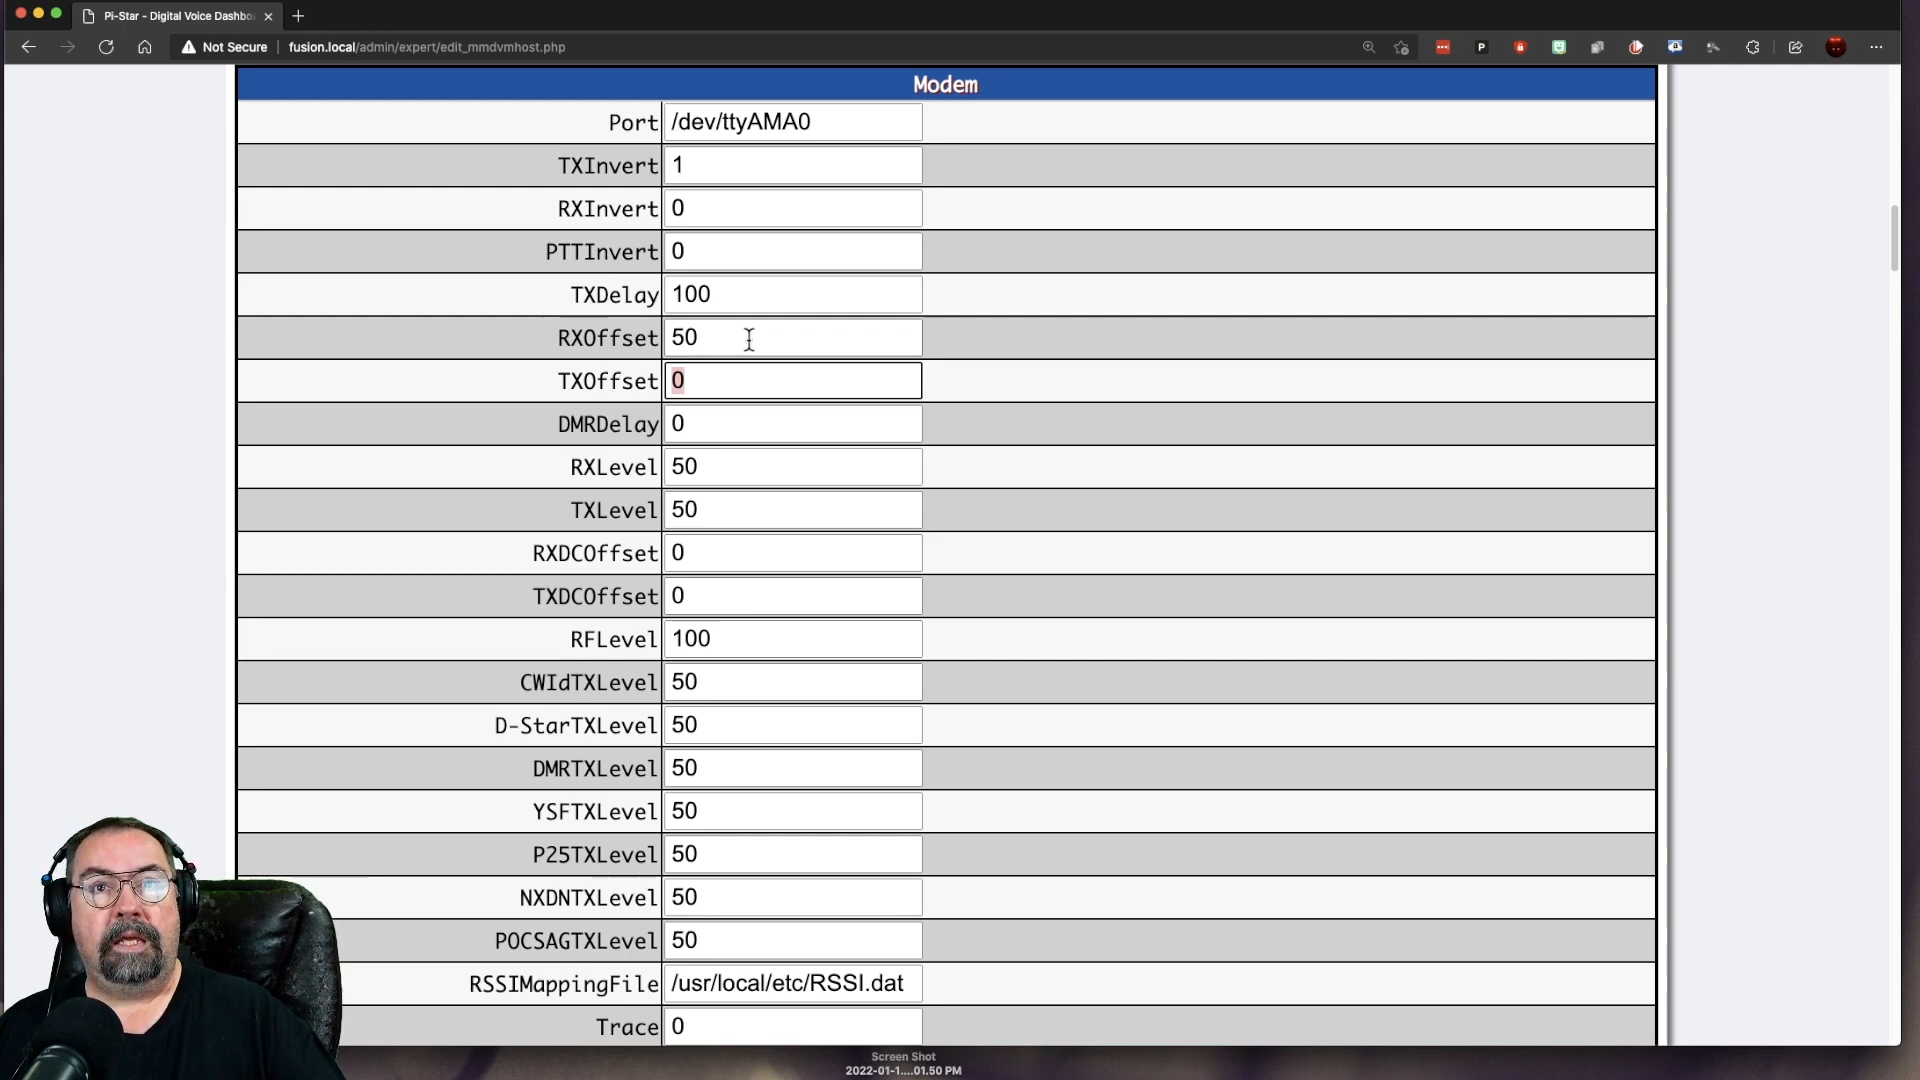 Pi-Star - Digital Voice Dashbo
Not Secure fusion.local/admin/expert/edit_mmdvmhost.php
Modem
Port /dev/ttyAMA0
TXInvert 1
RXInvert 0
PTTInvert 0
TXDelay 100
RXOffset 50
TXOffset 0
DMRDelay 0
RXLevel 50
TXLevel 50
RXDCOffset 0
TXDCOffset 0
RFLevel 100
CWIdTXLevel 50
D-StarTXLevel 50
DMRTXLevel 50
YSFTXLevel 50
P25TXLevel 50
NXDNTXLevel 50
POCSAGTXLevel 50
RSSIMappingFile /usr/local/etc/RSSI.dat
Trace 0
Screen Shot
2022-01-1....01.50 PM